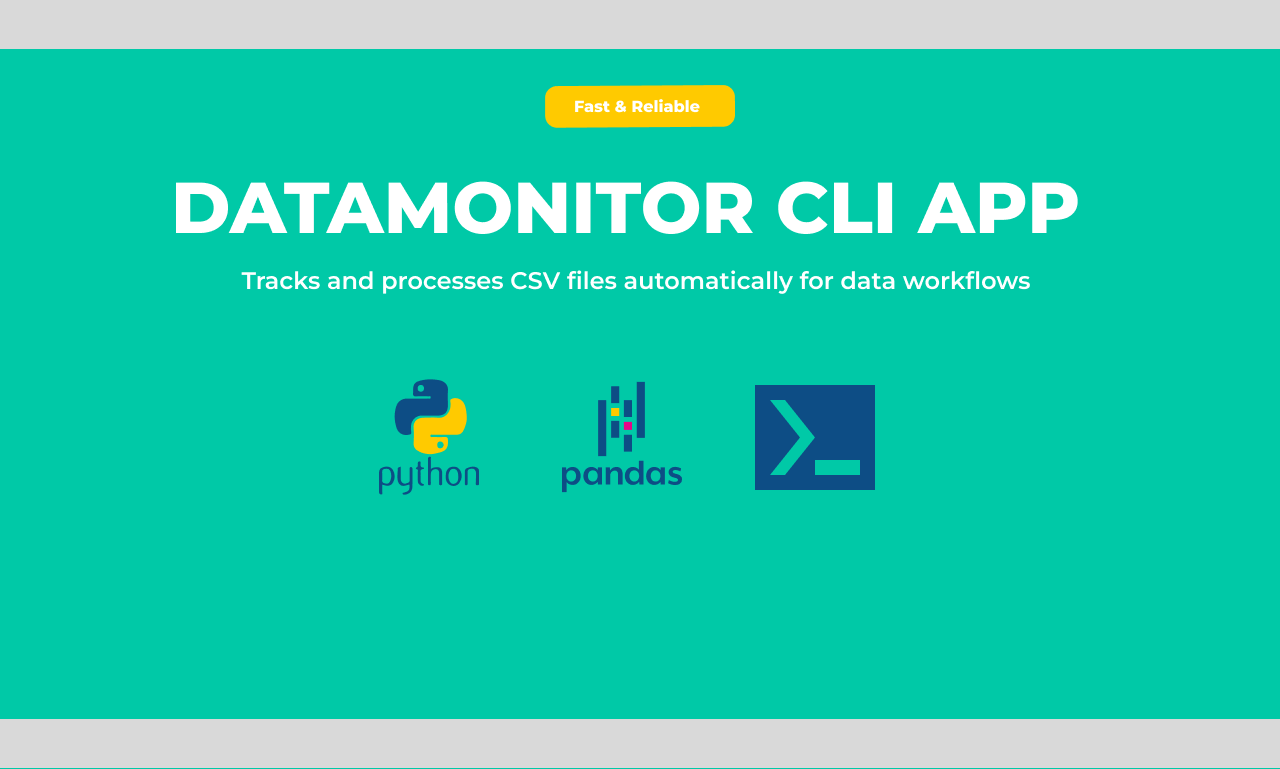 Fast & Reliable
DATAMONITOR CLI APP
Tracks and processes CSV files automatically for data workflows
python
pandas